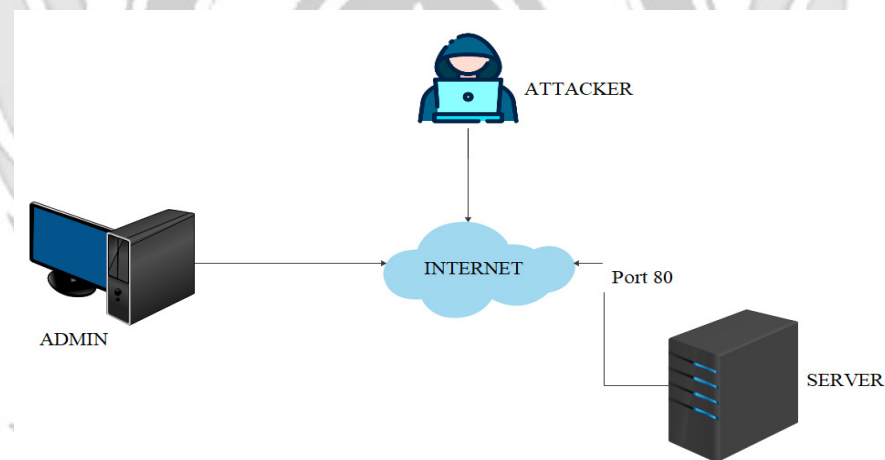 ATTACKER
INTERNET
Port 80
ADMIN
SERVER